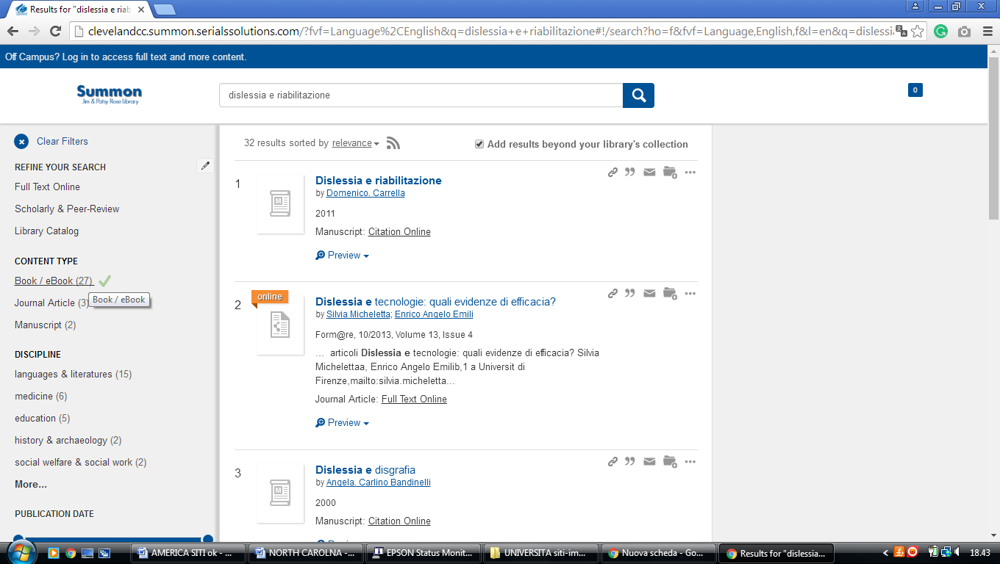 Results for "dislessia e riab
clevelandcc.summon.serialssolutions.com/?fvf=Language%2CEnglish&q=dislessia+e+riabilitazione#!/search?ho=f&fvf=Language,English,f&l=en&q=dislessi
Off Campus? Log in to access full text and more content.
Summon
Jim & Patsy Rose Library
dislessia e riabilitazione
0
Clear Filters
REFINE YOUR SEARCH
Full Text Online
Scholarly & Peer-Review
Library Catalog
CONTENT TYPE
Book / eBook (27)
Book / eBook
Journal Article (3)
Manuscript (2)
DISCIPLINE
languages & literatures (15)
medicine (6)
education (5)
history & archaeology (2)
social welfare & social work (2)
More...
PUBLICATION DATE
32 results sorted by relevance
Add results beyond your library's collection
1
Dislessia e riabilitazione
by Domenico. Carrella
2011
Manuscript: Citation Online
Preview
2
online
Dislessia e tecnologie: quali evidenze di efficacia?
by Silvia Micheletta; Enrico Angelo Emili
Form@re, 10/2013, Volume 13, Issue 4
... articoli Dislessia e tecnologie: quali evidenze di efficacia? Silvia
Michelettaa, Enrico Angelo Emilib,1 a Universit di
Firenze,mailto:silvia.micheletta...
Journal Article: Full Text Online
Preview
3
Dislessia e disgrafia
by Angela. Carlino Bandinelli
2000
Manuscript: Citation Online
AMERICA SITI ok - ...
NORTH CAROLNA - ...
EPSON Status Monit...
UNIVERSITA siti-im...
Nuova scheda - Go...
Results for "dislessia...
18.43